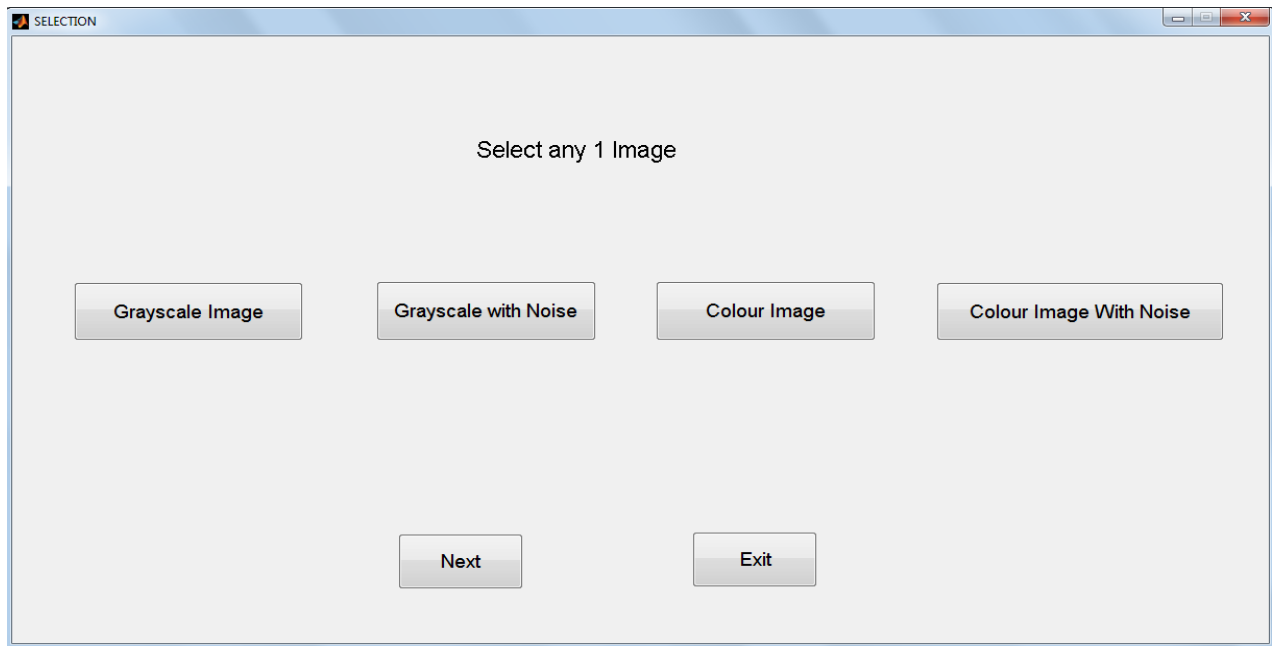 SELECTION
Select any 1 Image
Grayscale Image
Grayscale with Noise
Colour Image
Colour Image With Noise
Next
Exit